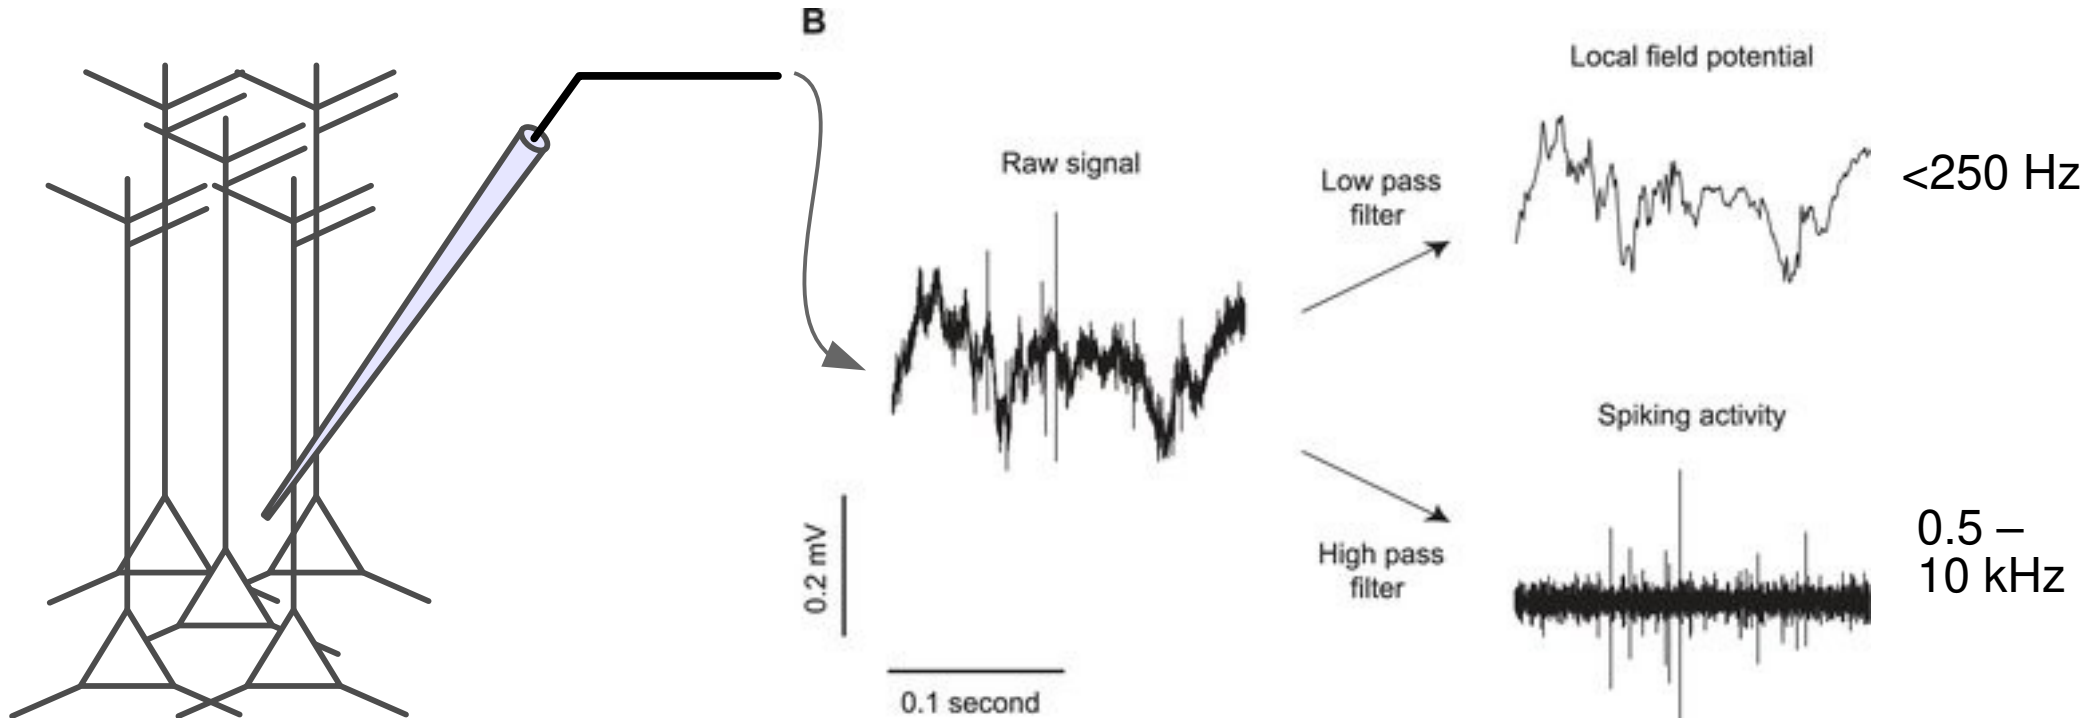 B
Raw signal
0.2 mV
0.1 second
Low pass
filter
High pass
filter
Local field potential
<250 Hz
Spiking activity
0.5 –
10 kHz